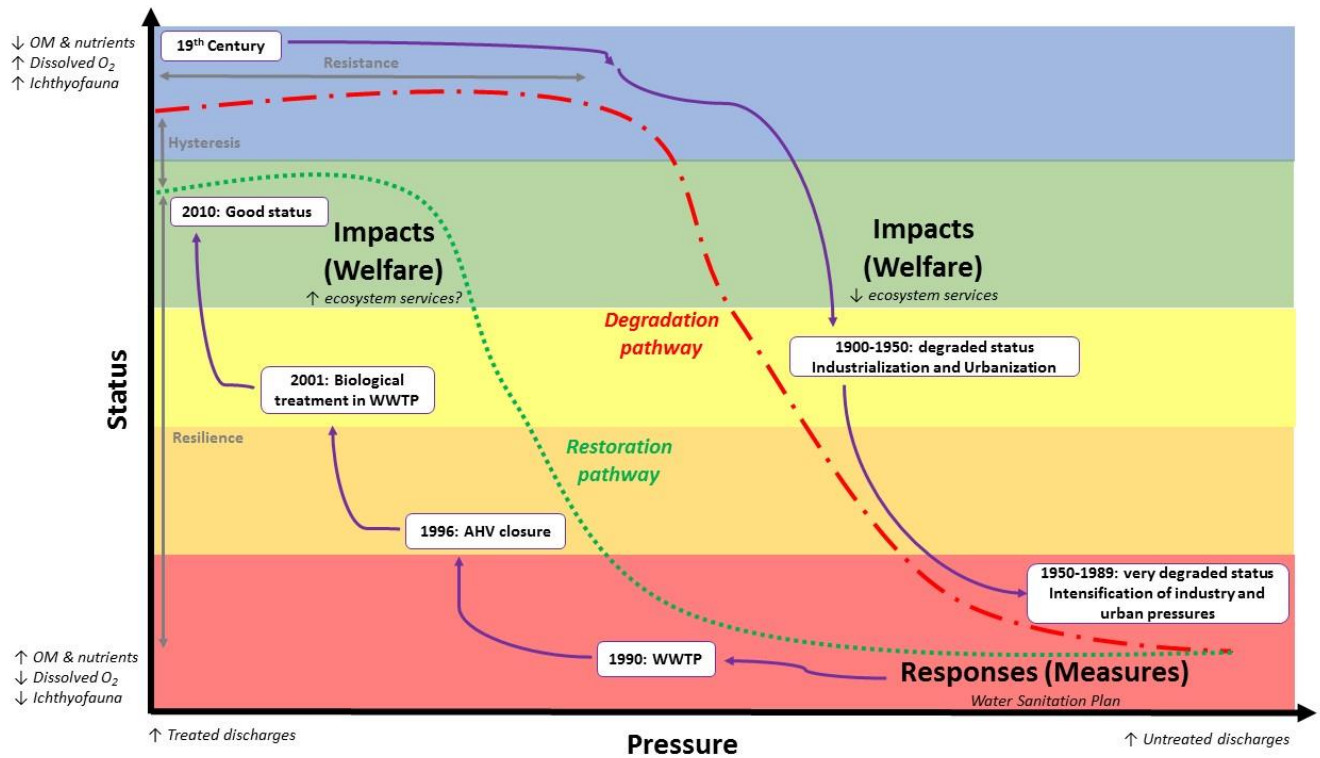 ↓ OM & nutrients
↑ Dissolved O₂
↑ Ichthyofauna
19th Century
Resistance
Hysteresis
2010: Good status
Impacts
(Welfare)
↑ ecosystem services?
Impacts
(Welfare)
↓ ecosystem services
Degradation
pathway
1900-1950: degraded status
Industrialization and Urbanization
2001: Biological
treatment in WWTP
Status
Resilience
Restoration
pathway
1996: AHV closure
1950-1989: very degraded status
Intensification of industry and
urban pressures
1990: WWTP
Responses (Measures)
Water Sanitation Plan
↑ OM & nutrients
↓ Dissolved O₂
↓ Ichthyofauna
↑ Treated discharges
Pressure
↑ Untreated discharges